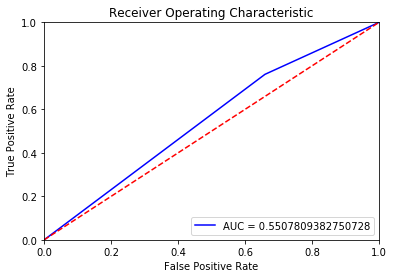 Receiver Operating Characteristic
True Positive Rate
1.0
0.8
0.6
0.4
0.2
0.0
AUC = 0.5507809382750728
0.0 0.2 0.4 0.6 0.8 1.0
False Positive Rate